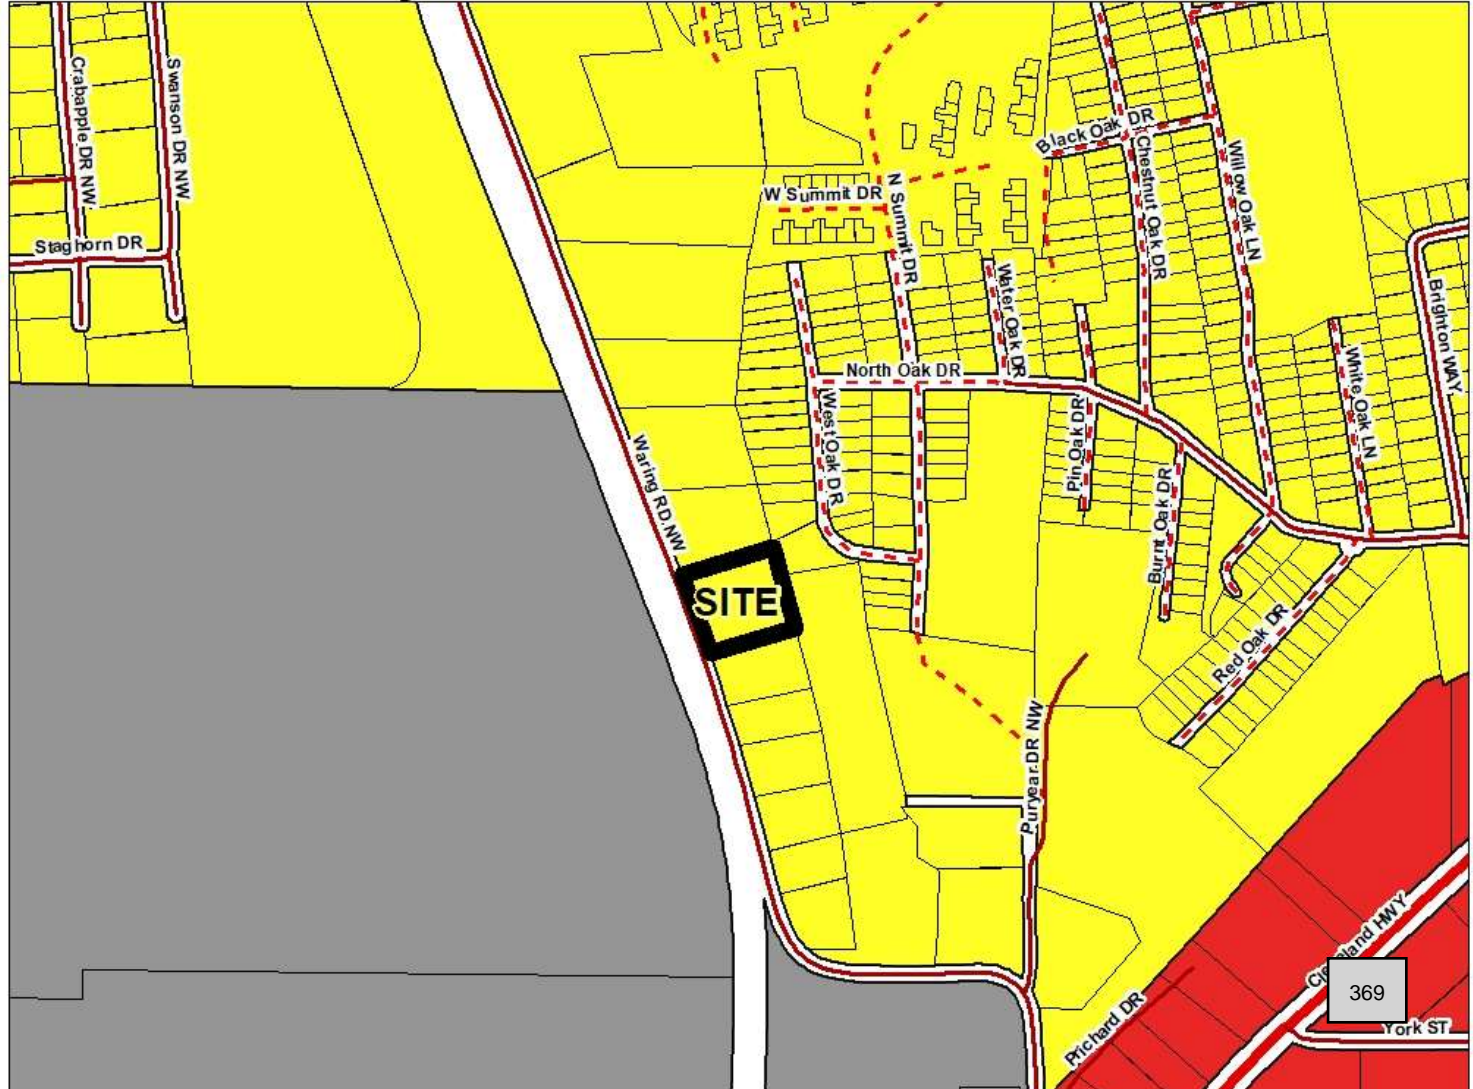 Crabapple DR NW
Swanson DR NW
Staghorn DR
Waring RD NW
W Summit DR
N Summit DR
Black Oak DR
Chestnut Oak DR
Willow Oak LN
Water Oak DR
North Oak DR
West Oak DR
Pin Oak DR
Burnt Oak DR
White Oak LN
Brighton WAY
Red Oak DR
SITE
Puryear DR NW
Prichard DR
Cleveland HWY
369
York ST